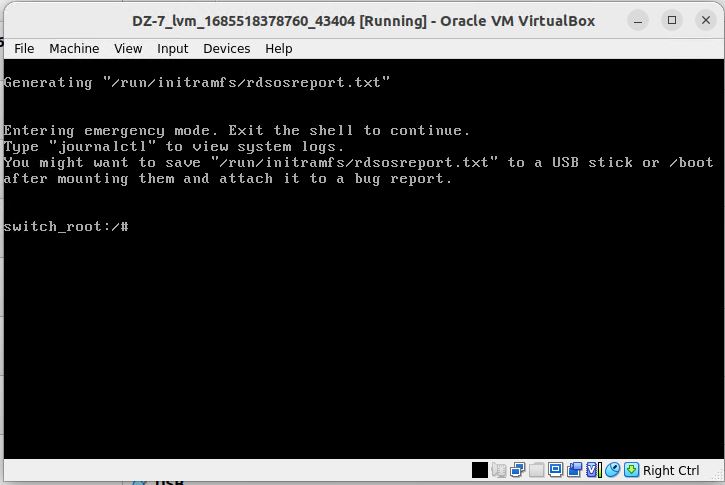 DZ-7_lvm_1685518378760_43404 [Running] - Oracle VM VirtualBox
File Machine View Input Devices Help
Generating "/run/initramfs/rdsosreport.txt"
Entering emergency mode. Exit the shell to continue.
Type "journalctl" to view system logs.
You might want to save "/run/initramfs/rdsosreport.txt" to a USB stick or /boot
after mounting them and attach it to a bug report.
switch_root:/#
Right Ctrl
USB